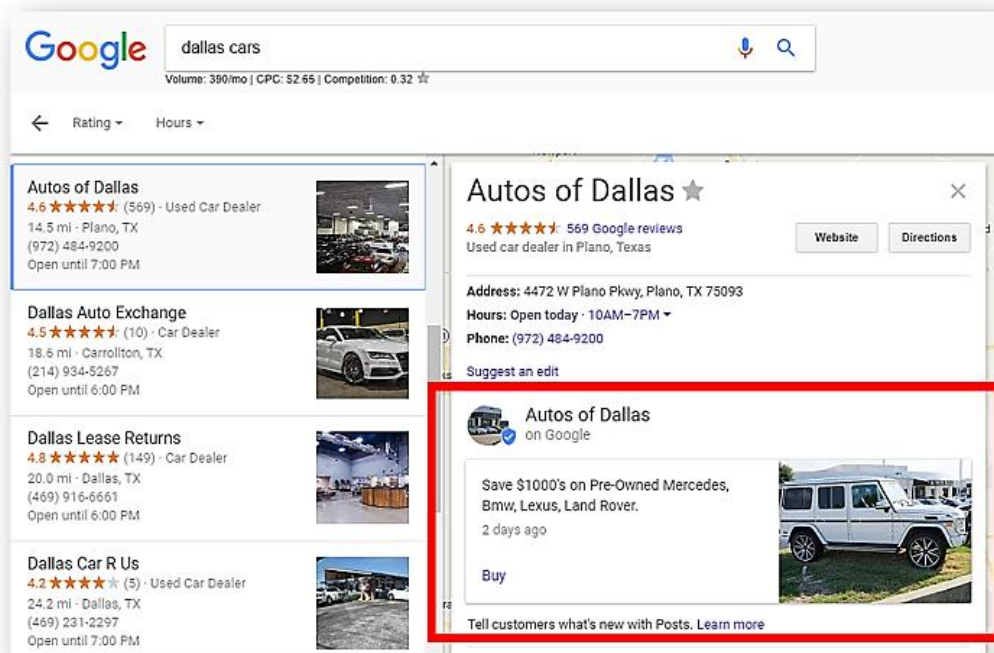 Google
dallas cars
Volume: 390/mo | CPC: $2.65 | Competition: 0.32
Rating
Hours
Autos of Dallas
4.6 (569) · Used Car Dealer
14.5 mi · Plano, TX
(972) 484-9200
Open until 7:00 PM
Dallas Auto Exchange
4.5 (10) · Car Dealer
18.6 mi · Carrollton, TX
(214) 934-5267
Open until 6:00 PM
Dallas Lease Returns
4.8 (149) · Car Dealer
20.0 mi · Dallas, TX
(469) 916-6661
Open until 6:00 PM
Dallas Car R Us
4.2 (5) · Used Car Dealer
24.2 mi · Dallas, TX
(469) 231-2297
Open until 7:00 PM
Autos of Dallas
4.6 569 Google reviews
Used car dealer in Plano, Texas
Website
Directions
Address: 4472 W Plano Pkwy, Plano, TX 75093
Hours: Open today · 10AM–7PM
Phone: (972) 484-9200
Suggest an edit
Autos of Dallas
on Google
Save $1000's on Pre-Owned Mercedes,
Bmw, Lexus, Land Rover.
2 days ago
Buy
Tell customers what's new with Posts. Learn more